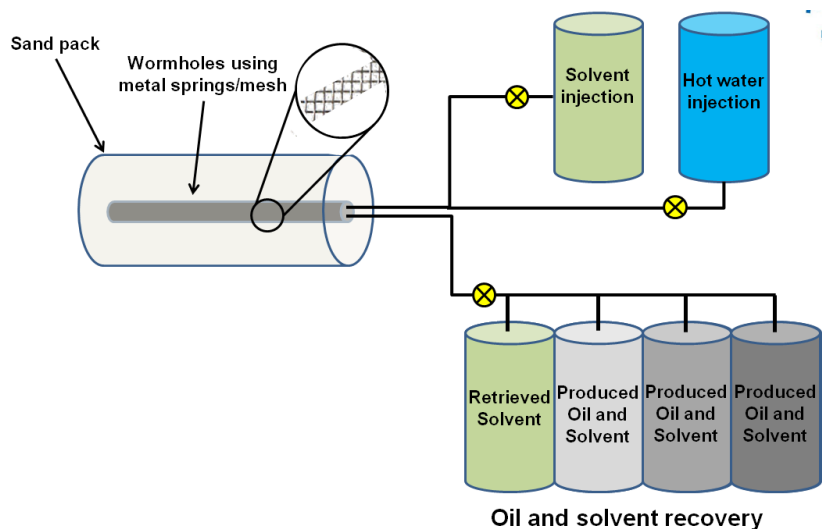 Sand pack
Wormholes using
metal springs/mesh
Solvent
injection
Hot water
injection
Retrieved
Solvent
Produced
Oil and
Solvent
Produced
Oil and
Solvent
Produced
Oil and
Solvent
Oil and solvent recovery